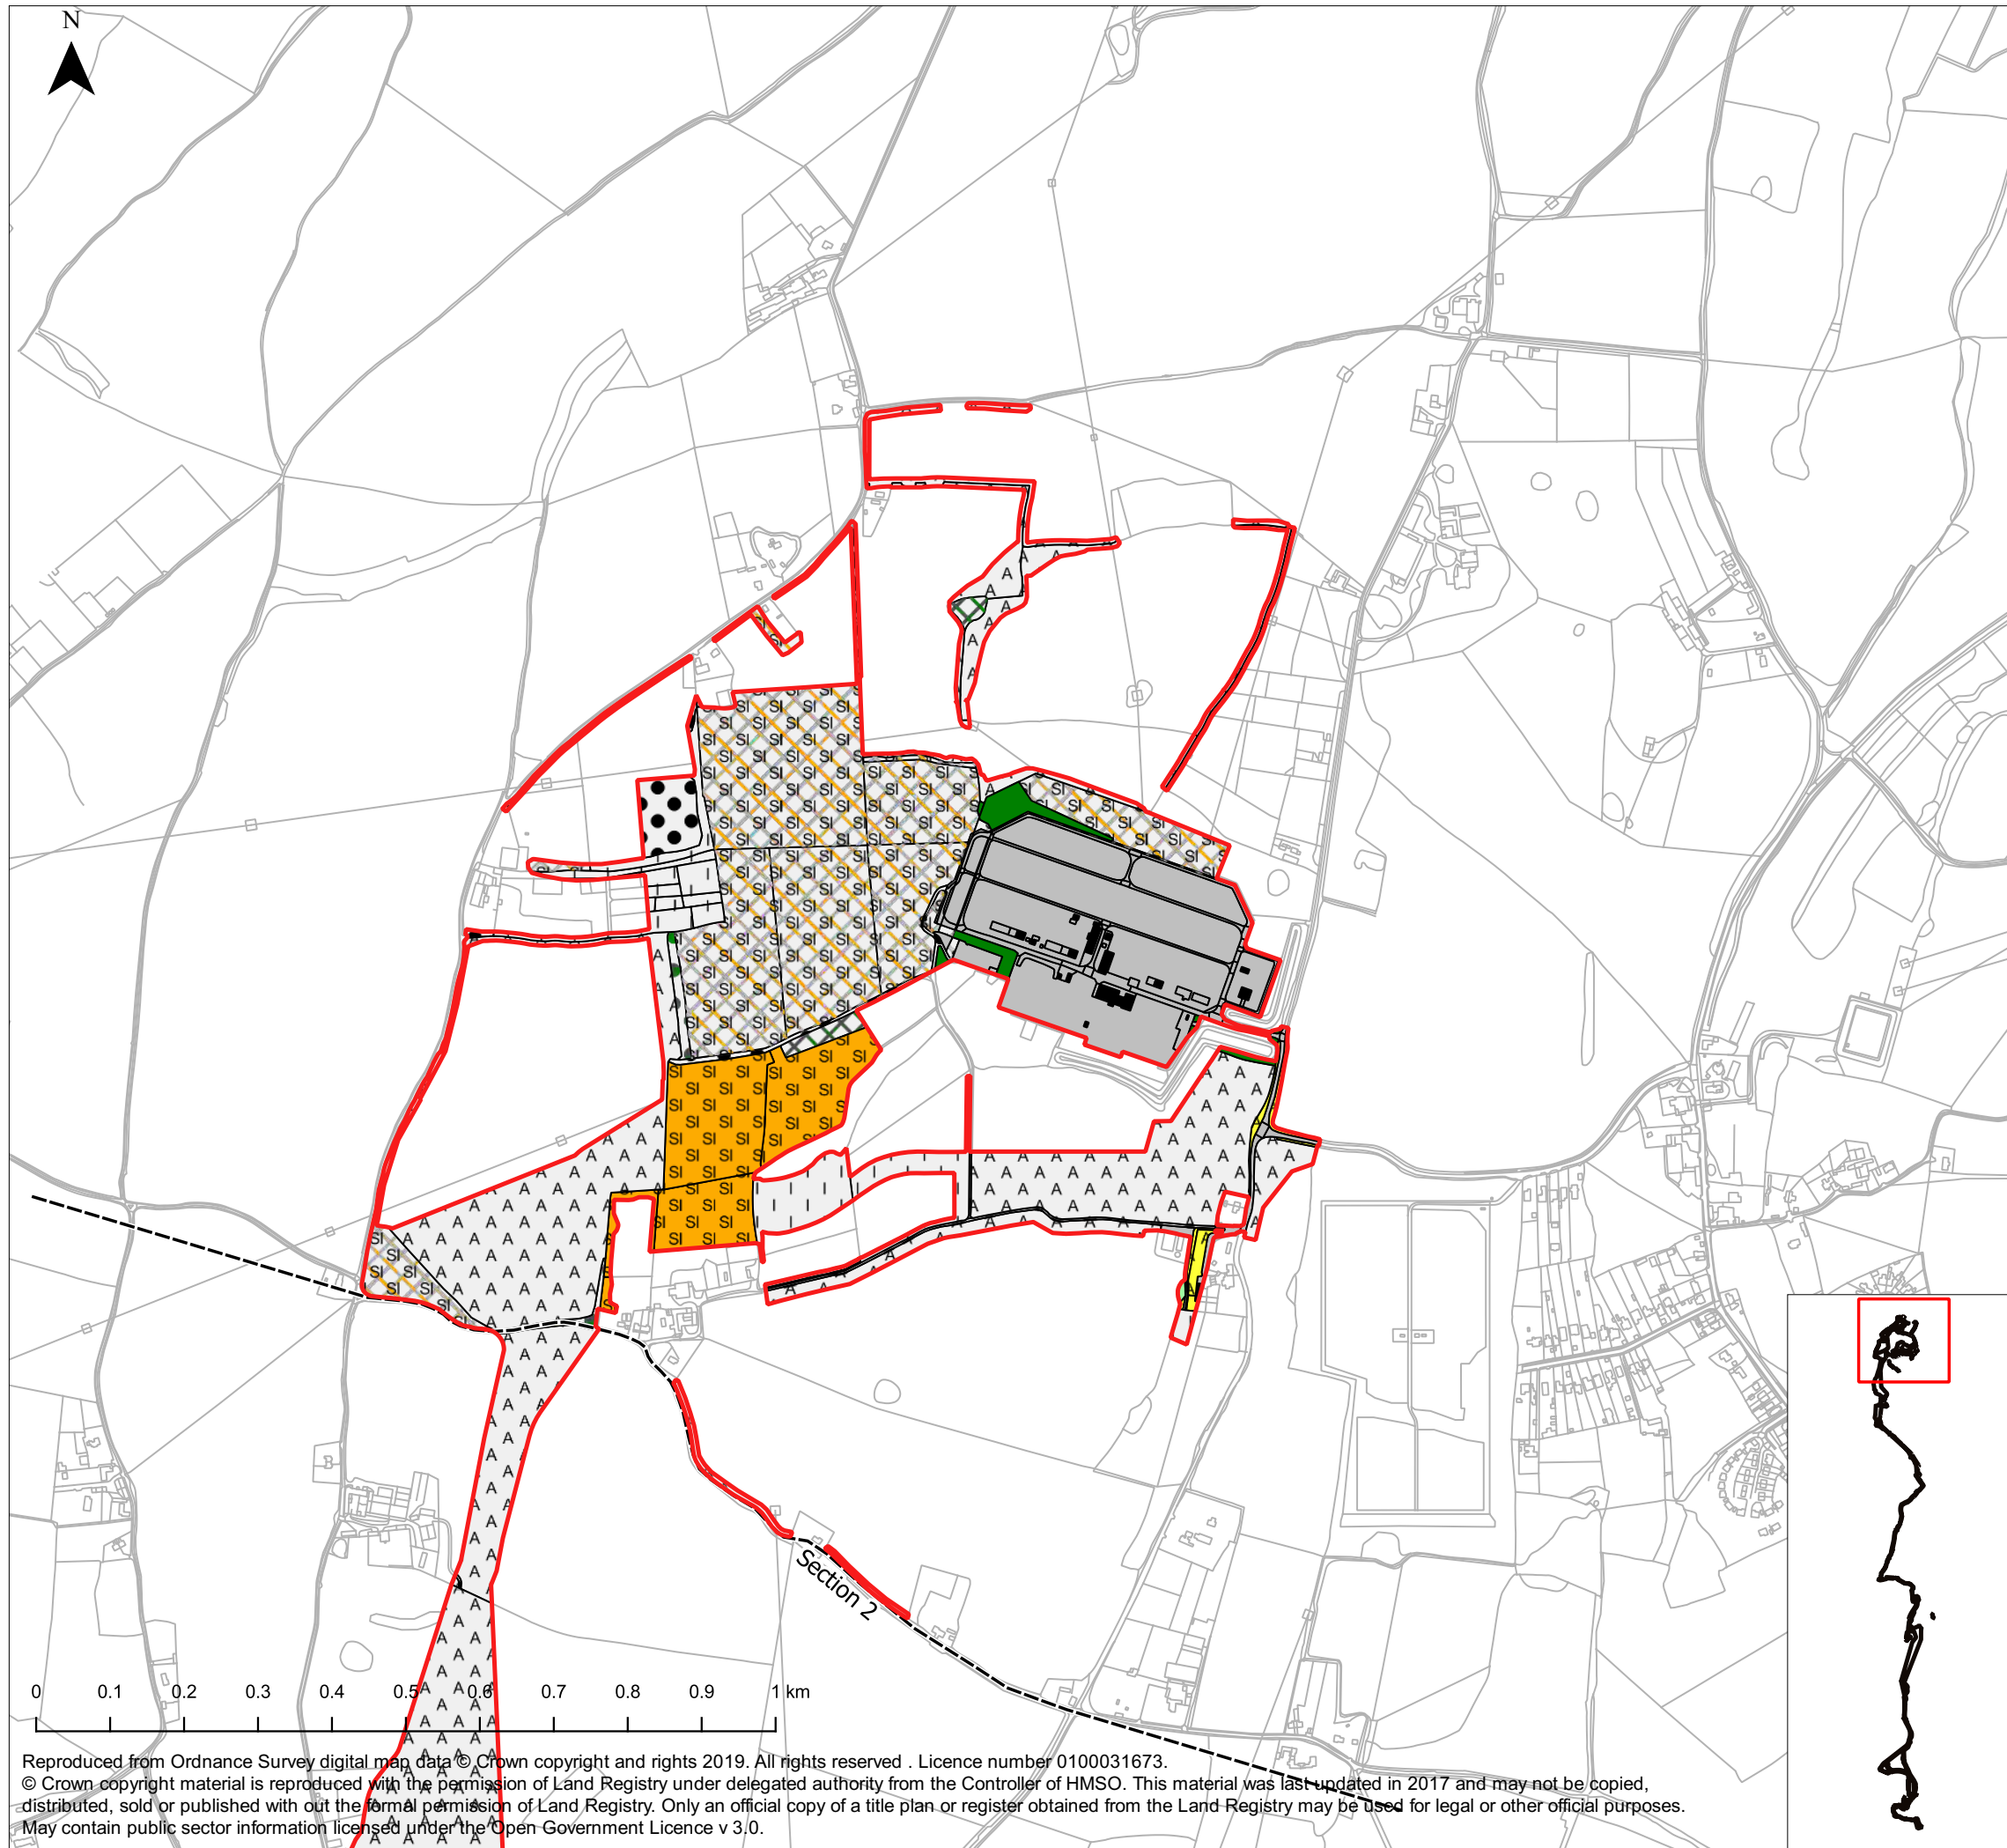 N
Section 2
0 0.1 0.2 0.3 0.4 0.5 0.6 0.7 0.8 0.9 1 km
Reproduced from Ordnance Survey digital map data © Crown copyright and rights 2019. All rights reserved . Licence number 0100031673.
© Crown copyright material is reproduced with the permission of Land Registry under delegated authority from the Controller of HMSO. This material was last updated in 2017 and may not be copied,
distributed, sold or published with out the formal permission of Land Registry. Only an official copy of a title plan or register obtained from the Land Registry may be used for legal or other official purposes.
May contain public sector information licensed under the Open Government Licence v 3.0.